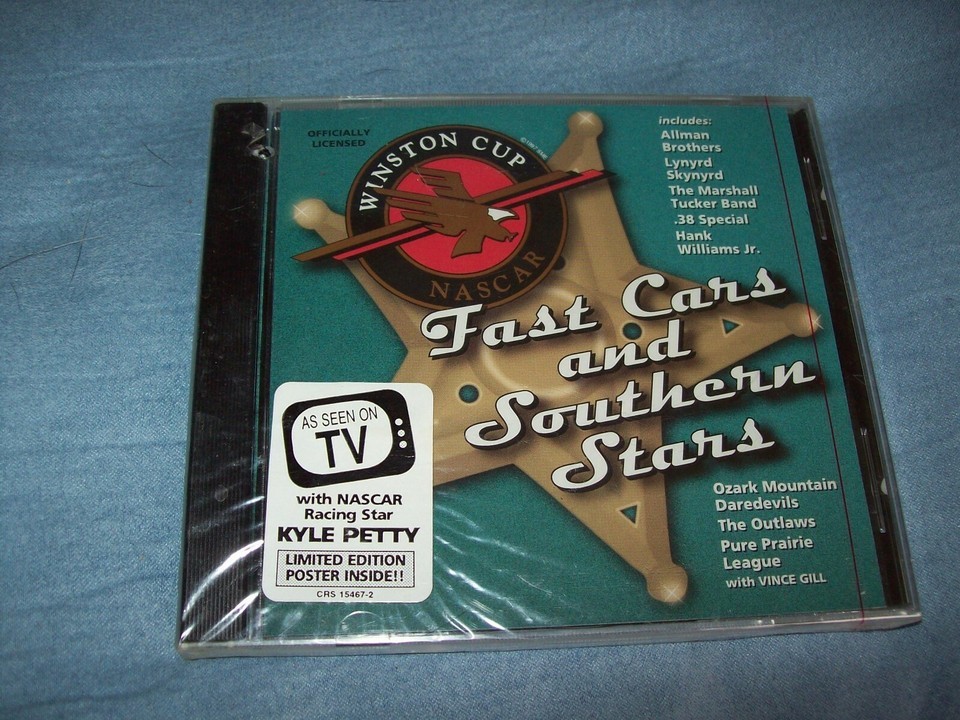 OFFICIALLY
LICENSED
WINSTON CUP
NASCAR
includes:
Allman
Brothers
Lynyrd
Skynyrd
The Marshall
Tucker Band
.38 Special
Hank
Williams Jr.
Fast Cars
and
Southern
Stars
AS SEEN ON
TV
with NASCAR
Racing Star
KYLE PETTY
LIMITED EDITION
POSTER INSIDE!!
CRS 15467-2
Ozark Mountain
Daredevils
The Outlaws
Pure Prairie
League
with VINCE GILL